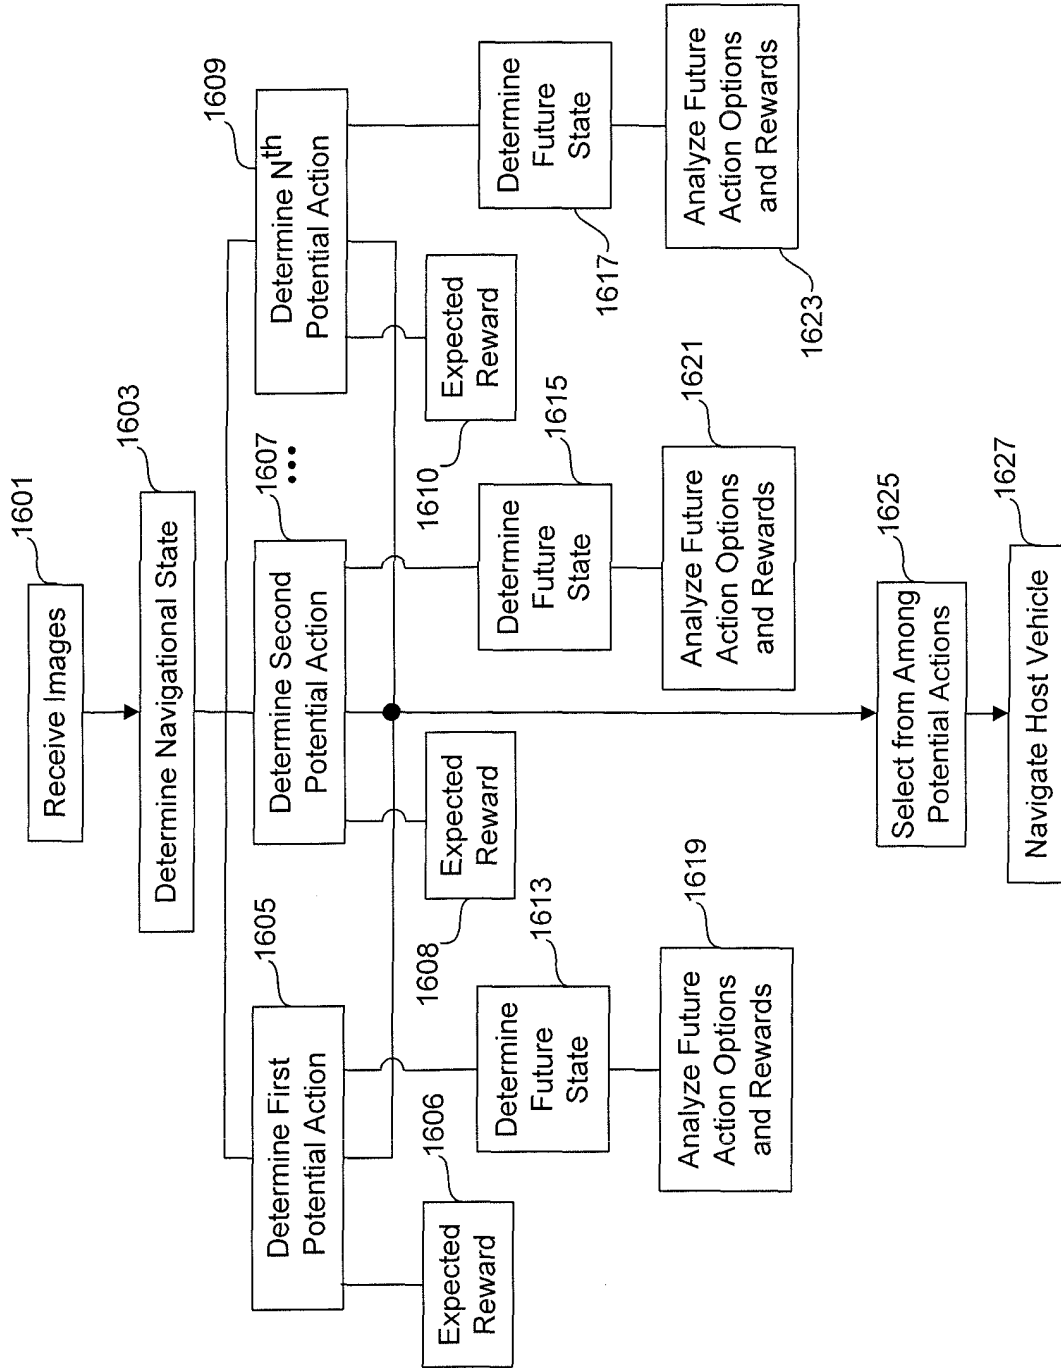 1601
Receive Images
1603
Determine Navigational State
1605
Determine First
Potential Action
1607
Determine Second
Potential Action
•••
1609
Determine Nth
Potential Action
1606
Expected
Reward
1608
Expected
Reward
1610
Expected
Reward
1613
Determine
Future
State
1615
Determine
Future
State
1617
Determine
Future
State
1619
Analyze Future
Action Options
and Rewards
1621
Analyze Future
Action Options
and Rewards
1623
Analyze Future
Action Options
and Rewards
1625
Select from Among
Potential Actions
1627
Navigate Host Vehicle